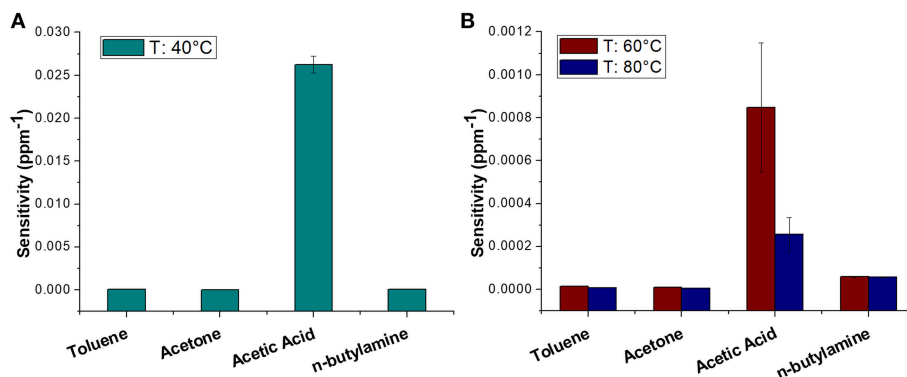 A
T: 40°C
Sensitivity (ppm-1)
0.030
0.025
0.020
0.015
0.010
0.005
0.000
Toluene
Acetone
Acetic Acid
n-butylamine
B
T: 60°C
T: 80°C
Sensitivity (ppm-1)
0.0012
0.0010
0.0008
0.0006
0.0004
0.0002
0.0000
Toluene
Acetone
Acetic Acid
n-butylamine